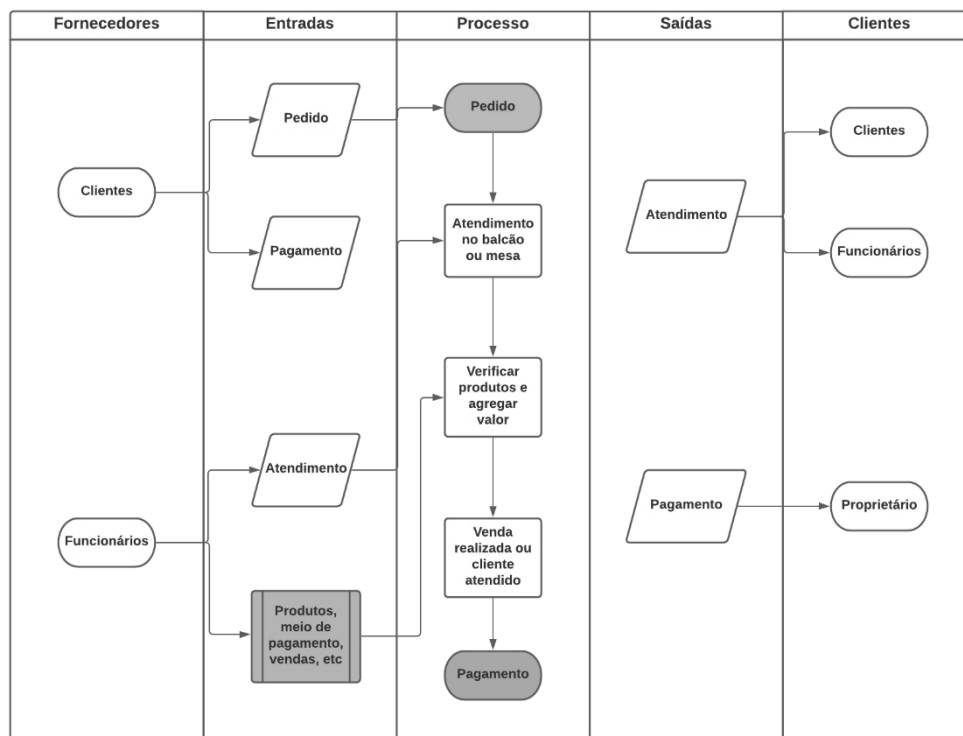 Fornecedores
Entradas
Processo
Saídas
Clientes
Clientes
Funcionários
Pedido
Pagamento
Atendimento
Produtos,
meio de
pagamento,
vendas, etc
Pedido
Atendimento
no balcão
ou mesa
Verificar
produtos e
agregar
valor
Venda
realizada ou
cliente
atendido
Pagamento
Atendimento
Pagamento
Clientes
Funcionários
Proprietário